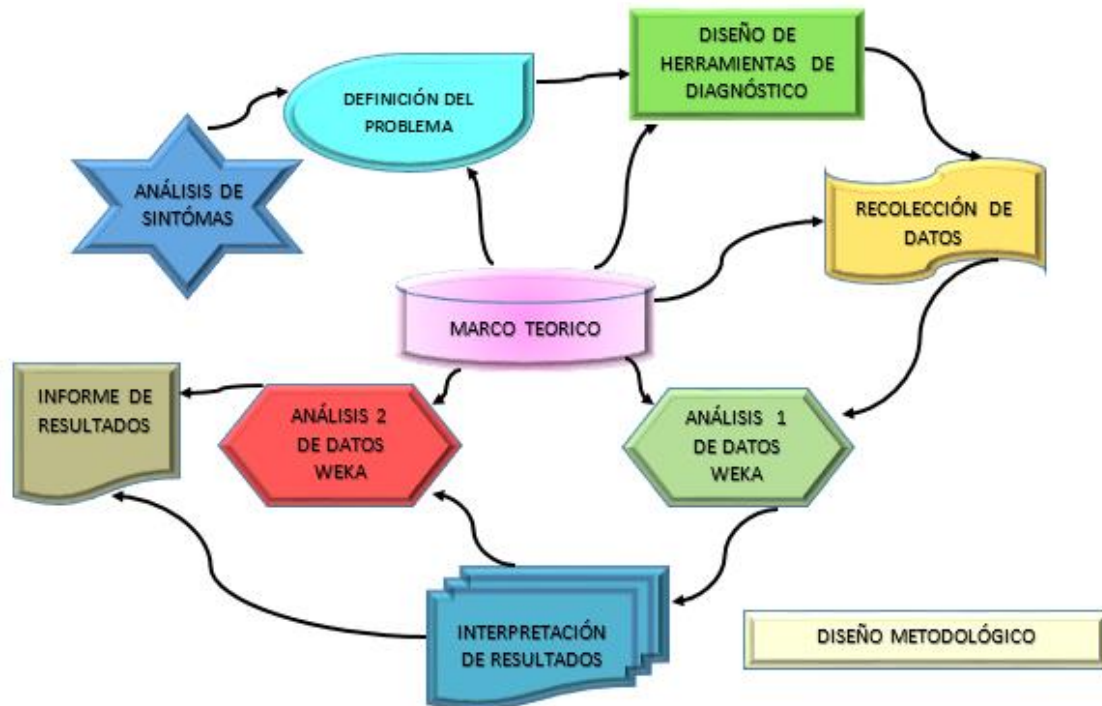 DISEÑO DE
HERRAMIENTAS DE
DIAGNÓSTICO
DEFINICIÓN DEL
PROBLEMA
ANÁLISIS DE
SINTÓMAS
RECOLECCIÓN DE
DATOS
MARCO TEORICO
INFORME DE
RESULTADOS
ANÁLISIS 2
DE DATOS
WEKA
ANÁLISIS 1
DE DATOS
WEKA
INTERPRETACIÓN
DE RESULTADOS
DISEÑO METODOLÓGICO